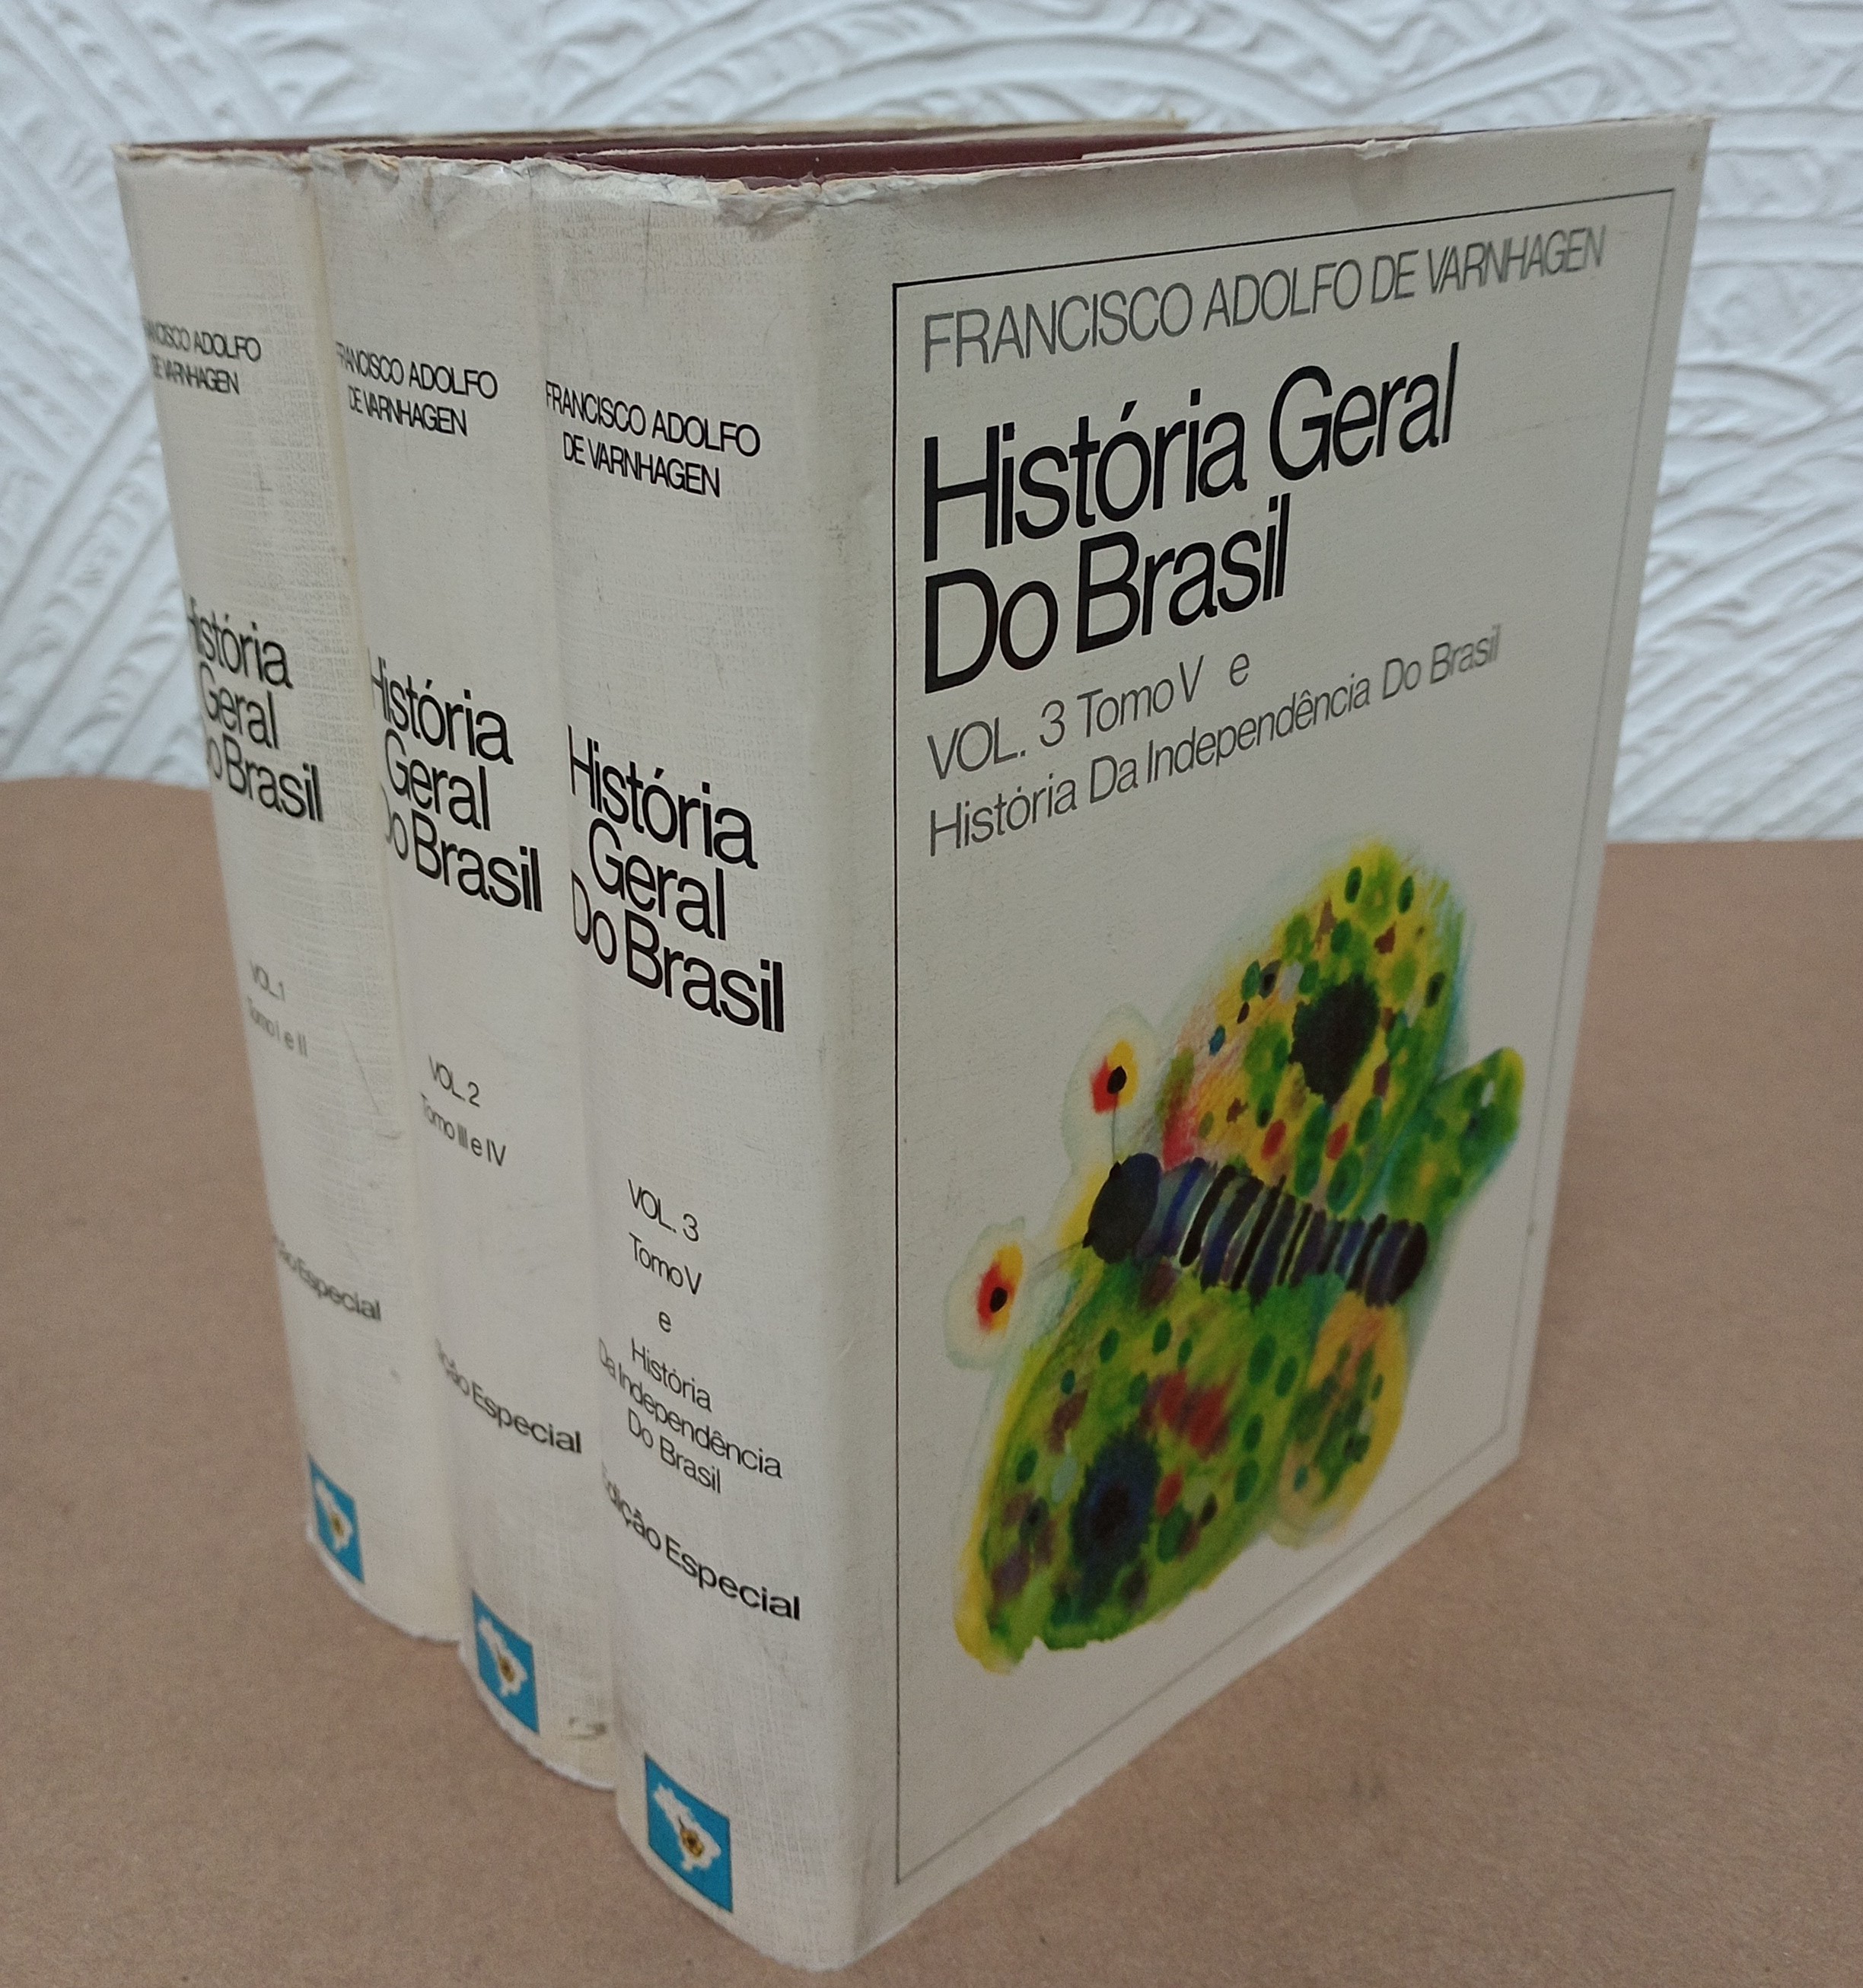 FRANCISCO ADOLFO
DE VARNHAGEN
História
Geral
Do Brasil
VOL. 1
Tomo I e II
Especial
FRANCISCO ADOLFO
DE VARNHAGEN
História
Geral
Do Brasil
VOL. 2
Tomo III e IV
Edição Especial
FRANCISCO ADOLFO
DE VARNHAGEN
História
Geral
Do Brasil
VOL. 3
Tomo V
e
História
Da Independência
Do Brasil
Edição Especial
FRANCISCO ADOLFO DE VARNHAGEN
História Geral
Do Brasil
VOL. 3 Tomo V e
História Da Independência Do Brasil